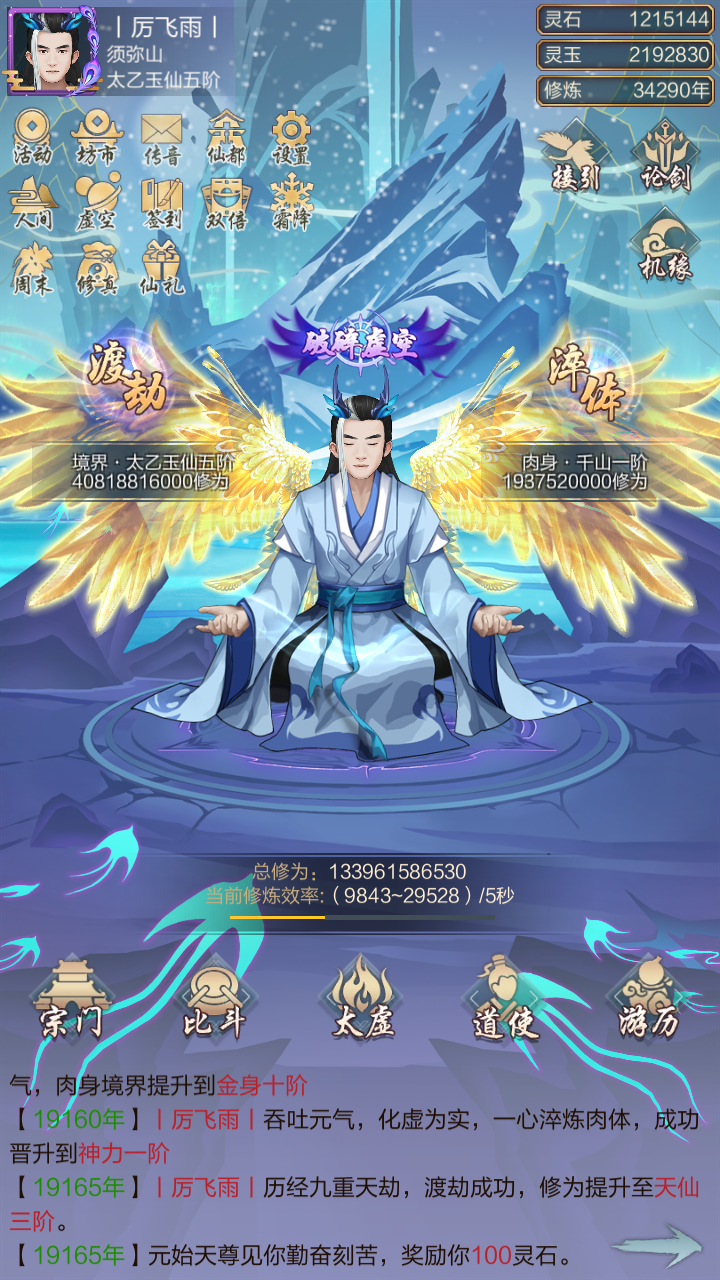 丨厉飞雨丨
须弥山
太乙玉仙五阶
灵石 1215144
灵玉 2192830
修炼 34290年
活动 坊市 传音 仙都 设置
接引 论剑
人间 虚空 签到 双倍 霜降
机缘
周末 修真 仙礼
破碎虚空
渡劫 淬体
境界·太乙玉仙五阶
40818816000修为
肉身·千山一阶
1937520000修为
总修为：133961586530
当前修炼效率:（9843~29528）/5秒
宗门 比斗 太虚 道侣 游历
气，肉身境界提升到金身十阶
【19160年】丨厉飞雨丨吞吐元气，化虚为实，一心淬炼肉体，成功
晋升到神力一阶
【19165年】丨厉飞雨丨历经九重天劫，渡劫成功，修为提升至天仙
三阶。
【19165年】元始天尊见你勤奋刻苦，奖励你100灵石。